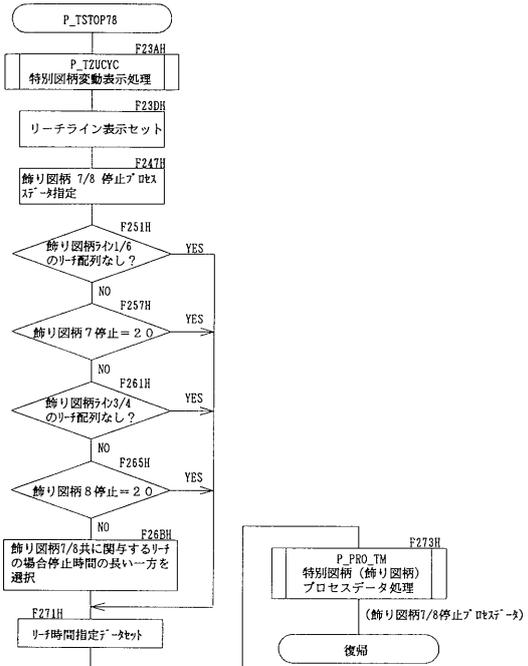 P_TSTOP78
F23AH
P_TZUCYC
特別図柄変動表示処理
F23DH
リーチライン表示セット
F247H
飾り図柄 7/8 停止プロセス
スデータ指定
F251H
飾り図柄ライン1/6
のリーチ配列なし？
YES
NO
F257H
飾り図柄７停止＝２０
YES
NO
F261H
飾り図柄ライン3/4
のリーチ配列なし？
YES
NO
F265H
飾り図柄８停止＝２０
YES
NO
F26BH
飾り図柄7/8共に関与するリーチ
の場合停止時間の長い一方を
選択
F271H
リーチ時間指定データセット
F273H
P_PRO_TM
特別図柄（飾り図柄）
プロセスデータ処理
(飾り図柄7/8停止プロセスデータ)
復帰